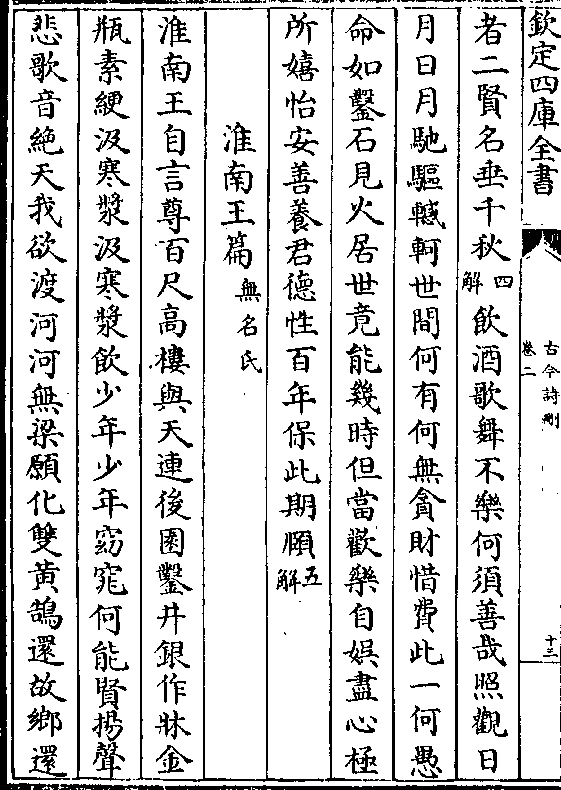 欽定四庫全書
古今詩刪
卷二
十三
者二賢名垂千秋四解飲酒歌舞不樂何須善哉照觀日
月日月馳驅轗軻世間何有何無貪財惜費此一何愚
命如鑿石見火居世竟能幾時但當歡樂自娛盡心極
所嬉怡安善養君德性百年保此期頤五解
淮南王篇無名氏
淮南王自言尊百尺高樓與天連後園鑿井銀作牀金
瓶素綆汲寒漿汲寒漿飲少年少年窈窕何能賢揚聲
悲歌音絕天我欲渡河河無梁願化雙黃鵠還故鄉還